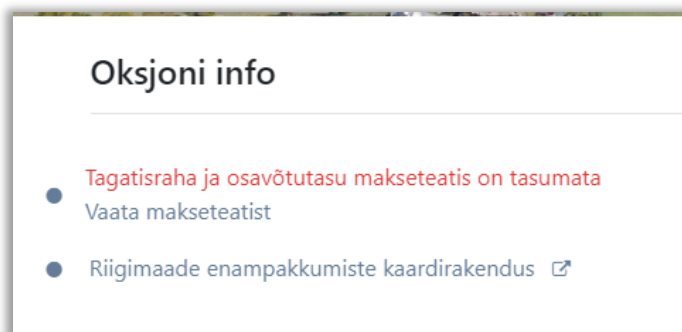 Oksjoni info
Tagatisraha ja osavõtutasu makseteatis on tasumata
Vaata makseteatist
Riigimaade enampakkumiste kaardirakendus